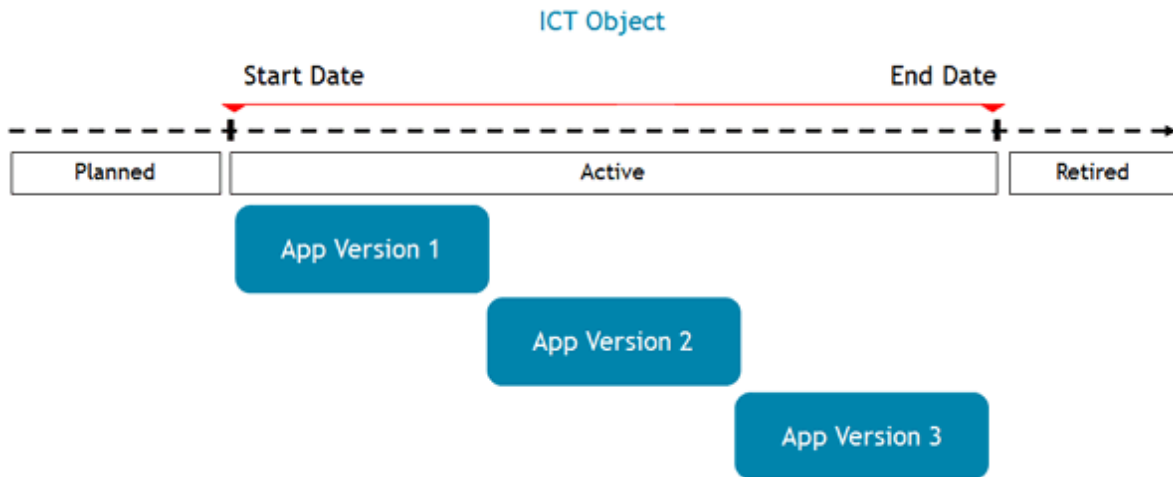 ICT Object
Start Date End Date
Planned Active Retired
App Version 1
App Version 2
App Version 3